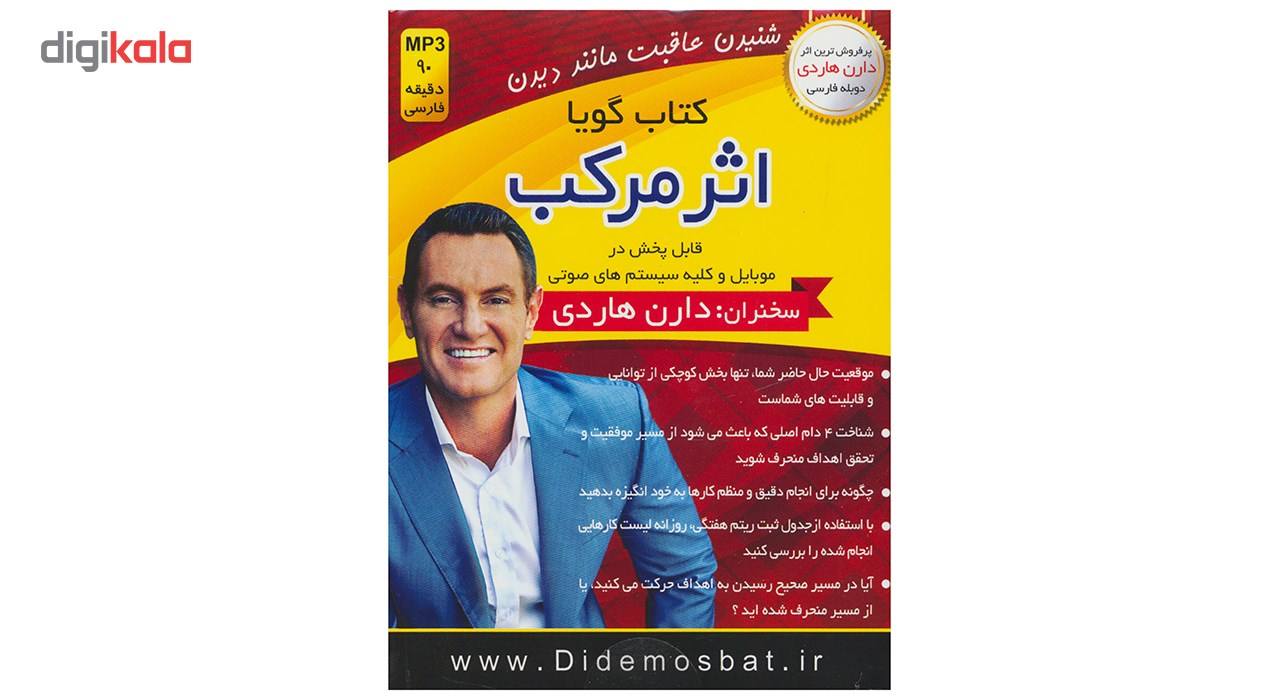 digikala
MP3
۹۰
دقیقه
فارسی
شنیدن عاقبت مانند دیدن
پرفروش ترین اثر
دارن هاردی
دوبله فارسی
کتاب گویا
اثر مرکب
قابل پخش در
موبایل و کلیه سیستم های صوتی
سخنران: دارن هاردی
موقعیت حال حاضر شما، تنها بخش کوچکی از توانایی
و قابلیت های شماست
شناخت ۴ دام اصلی که باعث می شود از مسیر موفقیت و
تحقق اهداف منحرف شوید
چگونه برای انجام دقیق و منظم کارها به خود انگیزه بدهید
با استفاده از جدول ثبت ریتم هفتگی، روزانه لیست کارهایی
انجام شده را بررسی کنید
آیا در مسیر صحیح رسیدن به اهداف حرکت می کنید، یا
از مسیر منحرف شده اید ؟
www.Didemosbat.ir